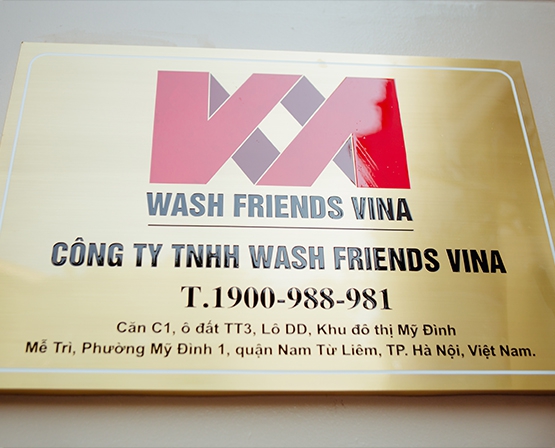 WASH FRIENDS VINA
CÔNG TY TNHH WASH FRIENDS VINA
T.1900-988-981
Căn C1, ô đất TT3, Lô DD, Khu đô thị Mỹ Đình
Mễ Trì, Phường Mỹ Đình 1, quận Nam Từ Liêm, TP. Hà Nội, Việt Nam.